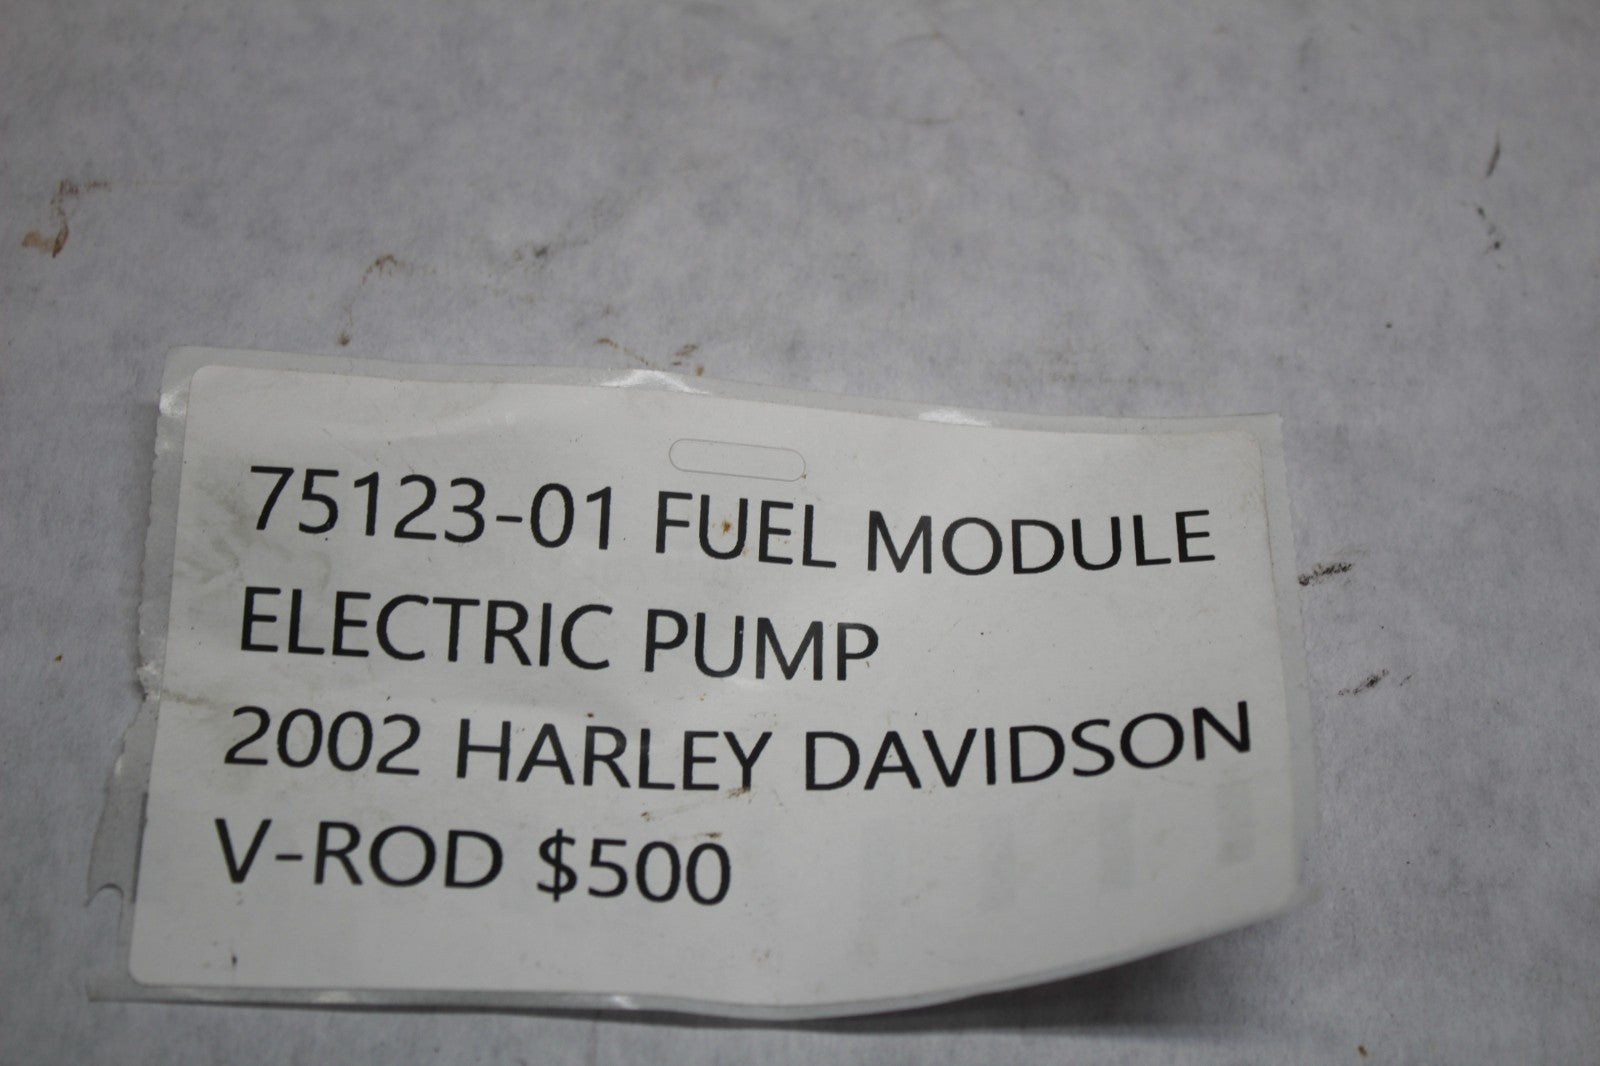 75123-01 FUEL MODULE
ELECTRIC PUMP
2002 HARLEY DAVIDSON
V-ROD $500